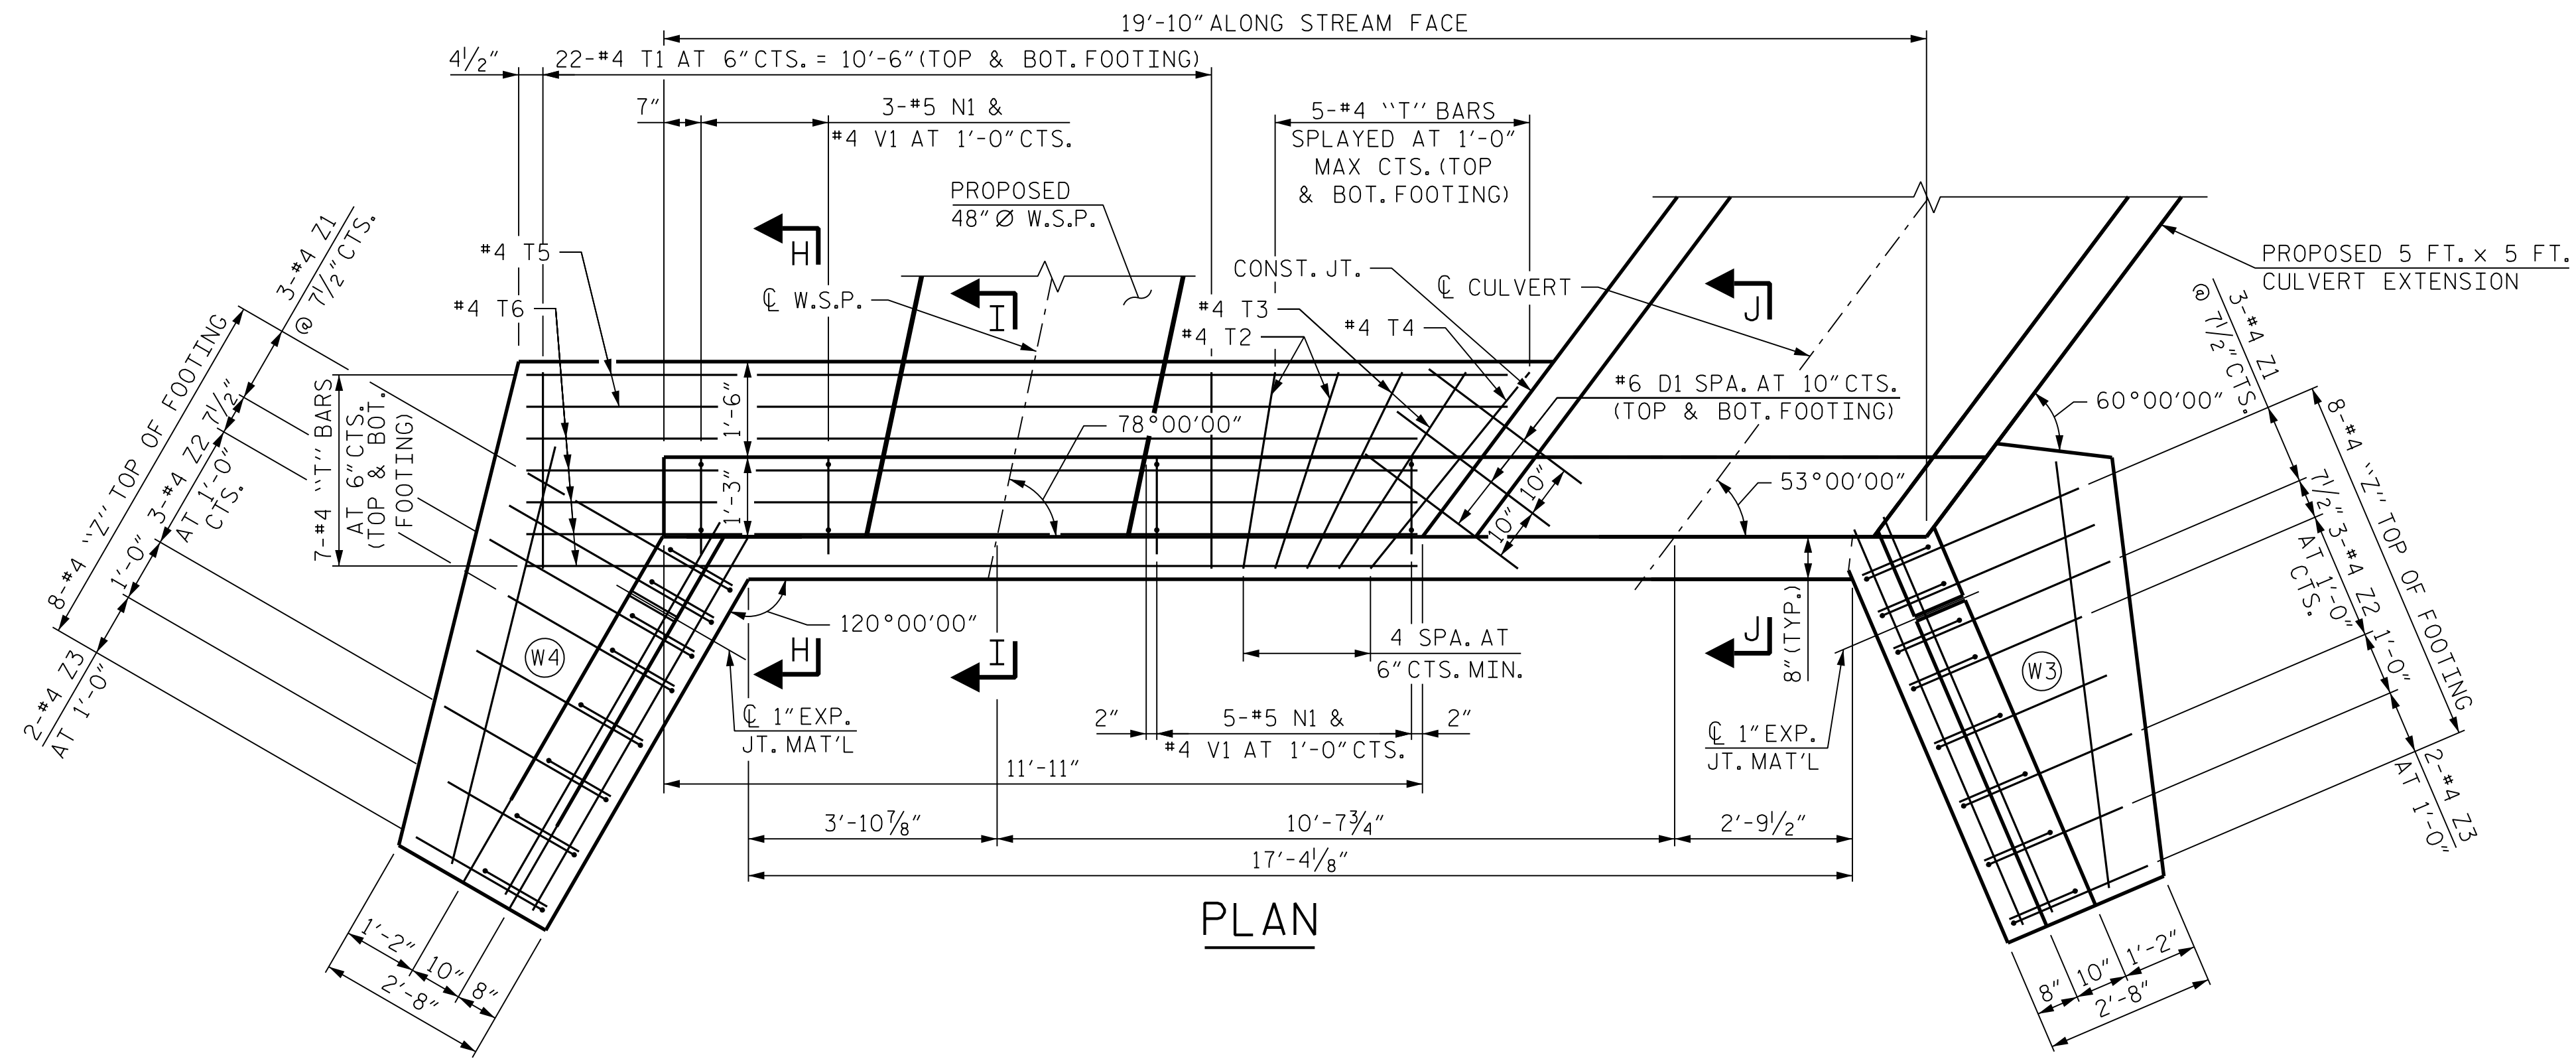 19'-10" ALONG STREAM FACE
4½"
22-#4 T1 AT 6" CTS. = 10'-6" (TOP & BOT. FOOTING)
7"
3-#5 N1 &
#4 V1 AT 1'-0" CTS.
5-#4 "T" BARS
SPLAYED AT 1'-0"
MAX CTS. (TOP
& BOT. FOOTING)
PROPOSED
48" Ø W.S.P.
H
I
J
CONST. JT.
℄ W.S.P.
℄ CULVERT
PROPOSED 5 FT. x 5 FT.
CULVERT EXTENSION
#4 T5
#4 T6
#4 T3
#4 T2
#4 T4
#6 D1 SPA. AT 10" CTS.
(TOP & BOT. FOOTING)
3-#4 Z1
@ 7½" CTS.
7½"
3-#4 Z2
AT 1'-0"
CTS.
1'-0"
2-#4 Z3
AT 1'-0"
8-#4 "Z" TOP OF FOOTING
7-#4 "T" BARS
AT 6" CTS.
(TOP & BOT.
FOOTING)
1'-6"
1'-3"
78°00'00"
10"
10"
53°00'00"
60°00'00"
3-#4 Z1
@ 7½" CTS.
7½"
3-#4 Z2
AT 1'-0"
CTS.
1'-0"
2-#4 Z3
AT 1'-0"
8-#4 "Z" TOP OF FOOTING
120°00'00"
W4
H
I
J
4 SPA. AT
6" CTS. MIN.
8" (TYP.)
W3
℄ 1" EXP.
JT. MAT'L
2"
5-#5 N1 &
#4 V1 AT 1'-0" CTS.
2"
℄ 1" EXP.
JT. MAT'L
11'-11"
3'-10⅞"
10'-7¾"
2'-9½"
17'-4⅛"
PLAN
1'-2"
10"
8"
2'-8"
8"
10"
1'-2"
2'-8"